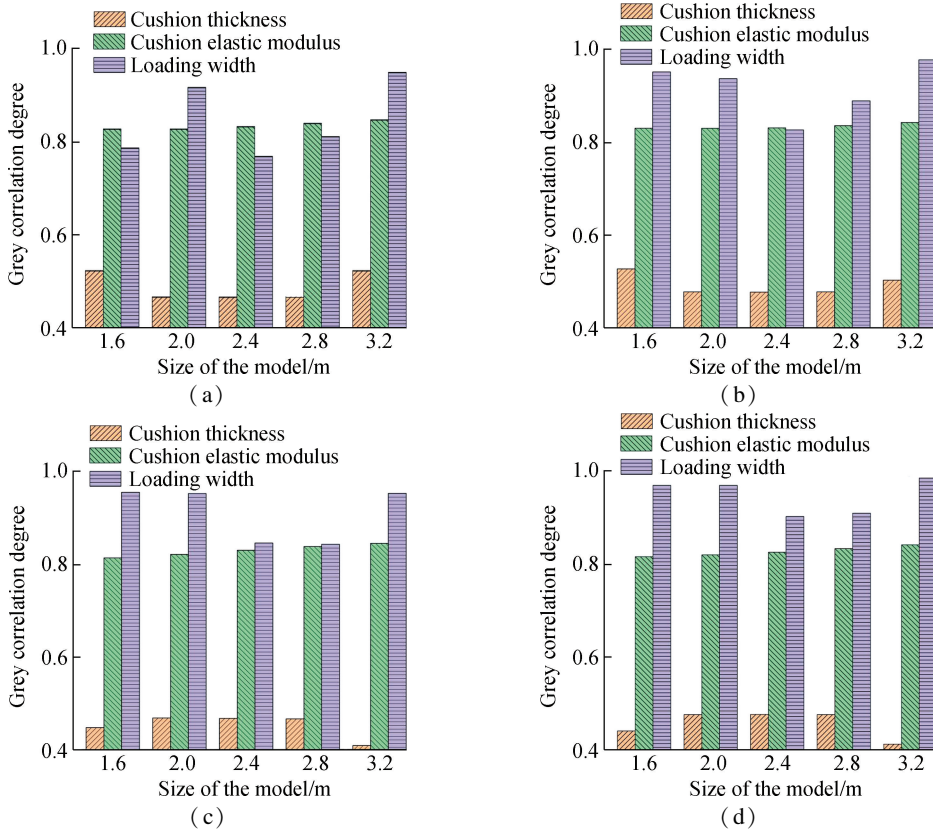 Cushion thickness
Cushion elastic modulus
Loading width
1.0
0.8
0.6
0.4
Grey correlation degree
1.6 2.0 2.4 2.8 3.2
Size of the model/m
(a)
Cushion thickness
Cushion elastic modulus
Loading width
1.0
0.8
0.6
0.4
Grey correlation degree
1.6 2.0 2.4 2.8 3.2
Size of the model/m
(b)
Cushion thickness
Cushion elastic modulus
Loading width
1.0
0.8
0.6
0.4
Grey correlation degree
1.6 2.0 2.4 2.8 3.2
Size of the model/m
(c)
Cushion thickness
Cushion elastic modulus
Loading width
1.0
0.8
0.6
0.4
Grey correlation degree
1.6 2.0 2.4 2.8 3.2
Size of the model/m
(d)